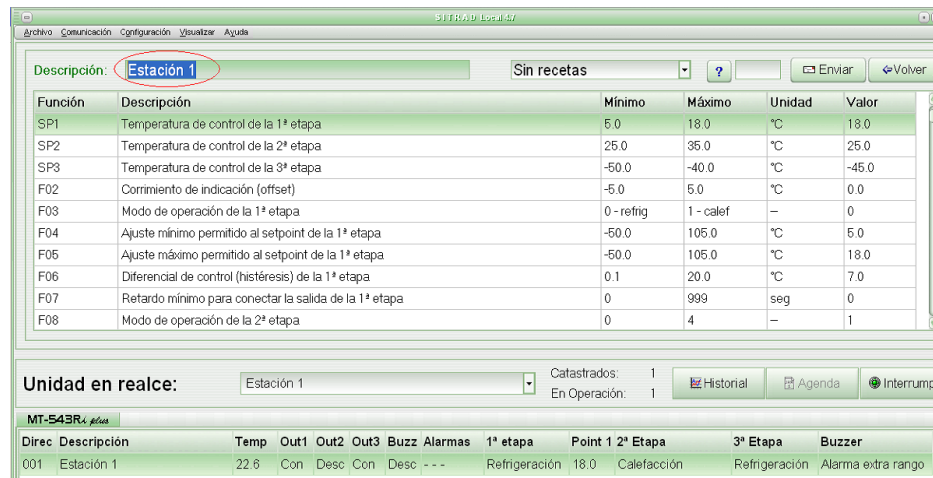 SITRAD Local 4.7
Archivo Comunicación Configuración Visualizar Ayuda
Descripción: Estación 1 Sin recetas ? Enviar Volver
Función Descripción Mínimo Máximo Unidad Valor
SP1 Temperatura de control de la 1ª etapa 5.0 18.0 °C 18.0
SP2 Temperatura de control de la 2ª etapa 25.0 35.0 °C 25.0
SP3 Temperatura de control de la 3ª etapa -50.0 -40.0 °C -45.0
F02 Corrimiento de indicación (offset) -5.0 5.0 °C 0.0
F03 Modo de operación de la 1ª etapa 0 - refrig 1 - calef – 0
F04 Ajuste mínimo permitido al setpoint de la 1ª etapa -50.0 105.0 °C 5.0
F05 Ajuste máximo permitido al setpoint de la 1ª etapa -50.0 105.0 °C 18.0
F06 Diferencial de control (histéresis) de la 1ª etapa 0.1 20.0 °C 7.0
F07 Retardo mínimo para conectar la salida de la 1ª etapa 0 999 seg 0
F08 Modo de operación de la 2ª etapa 0 4 – 1
Unidad en realce: Estación 1 Catastrados: 1 Historial Agenda Interrump
En Operación: 1
MT-543Ri plus
Direc Descripción Temp Out1 Out2 Out3 Buzz Alarmas 1ª etapa Point 1 2ª Etapa 3ª Etapa Buzzer
001 Estación 1 22.6 Con Desc Con Desc - - - Refrigeración 18.0 Calefacción Refrigeración Alarma extra rango